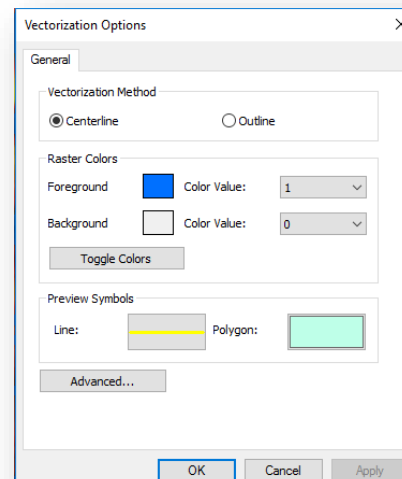 Vectorization Options
General
Vectorization Method
Centerline Outline
Raster Colors
Foreground Color Value: 1
Background Color Value: 0
Toggle Colors
Preview Symbols
Line: Polygon:
Advanced...
OK Cancel Apply